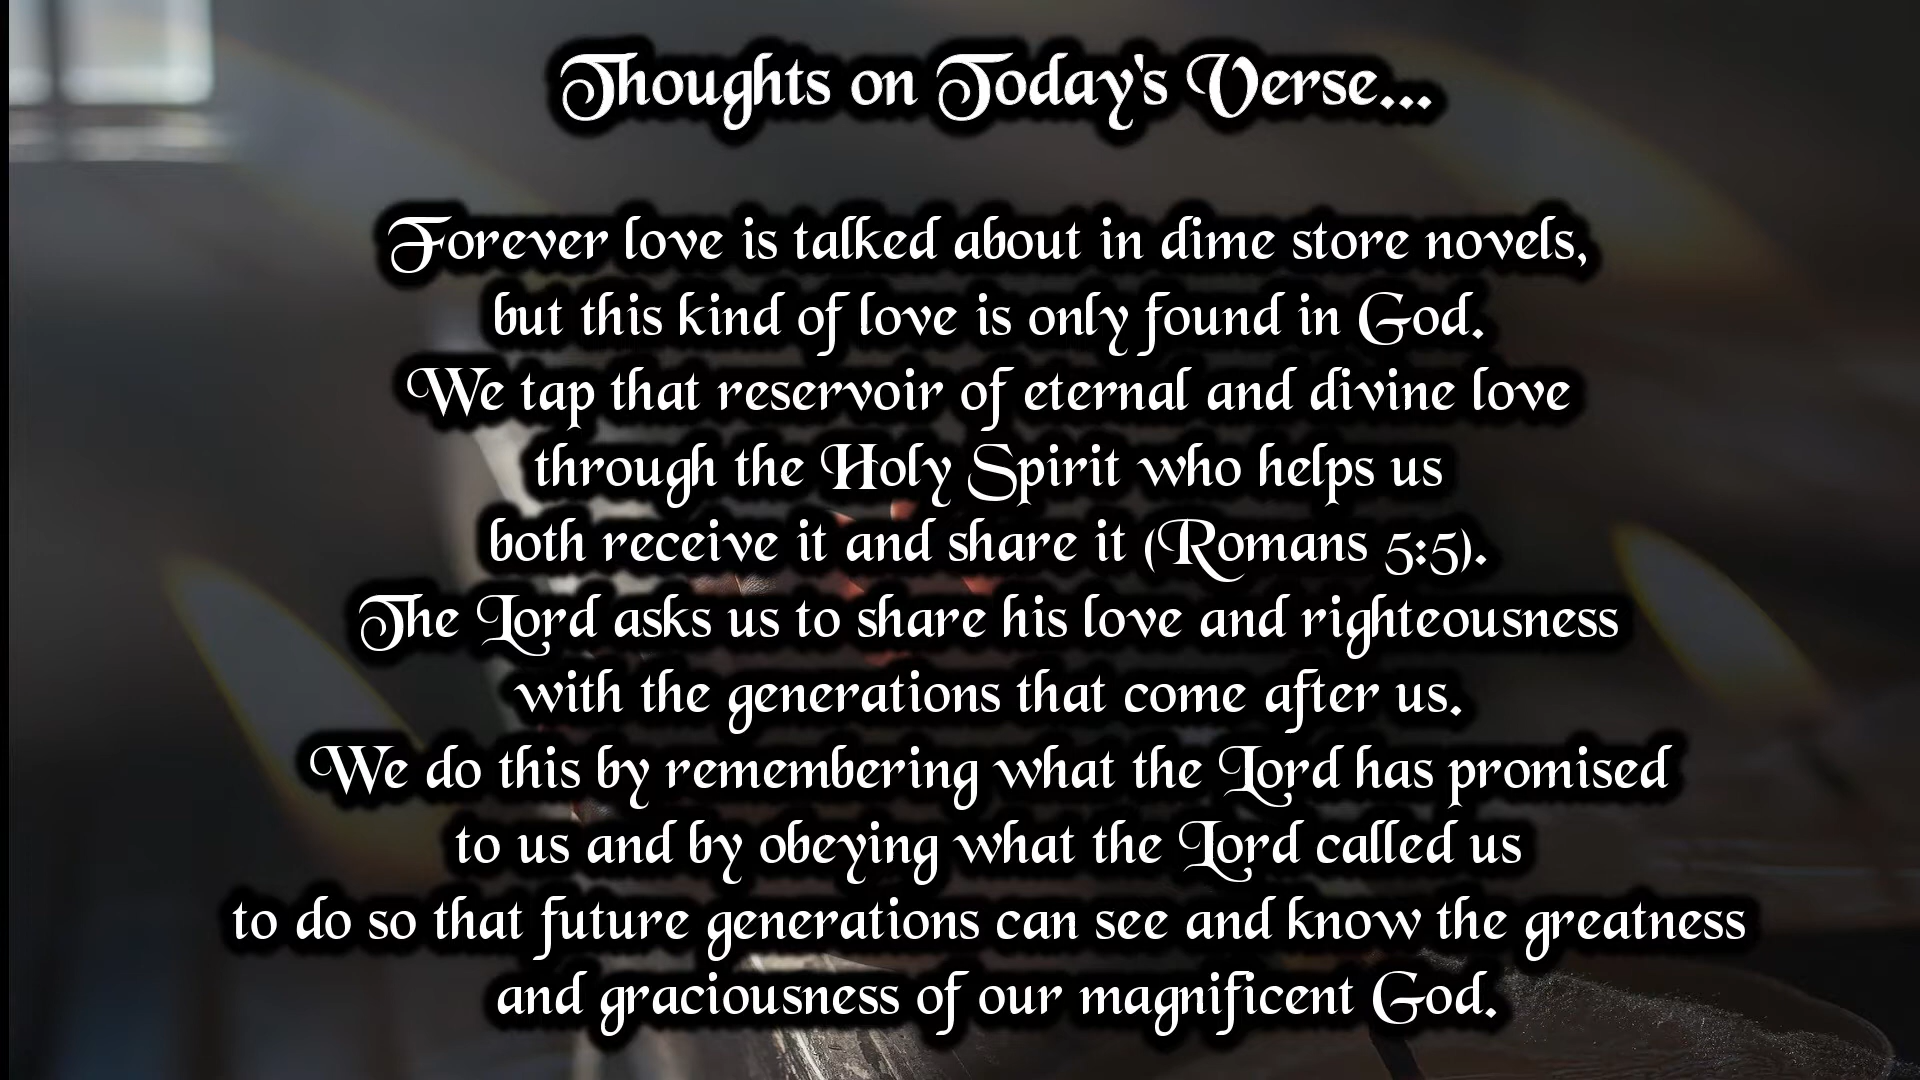 Thoughts on Today's Verse...
Forever love is talked about in dime store novels,
but this kind of love is only found in God.
We tap that reservoir of eternal and divine love
through the Holy Spirit who helps us
both receive it and share it (Romans 5:5).
The Lord asks us to share his love and righteousness
with the generations that come after us.
We do this by remembering what the Lord has promised
to us and by obeying what the Lord called us
to do so that future generations can see and know the greatness
and graciousness of our magnificent God.